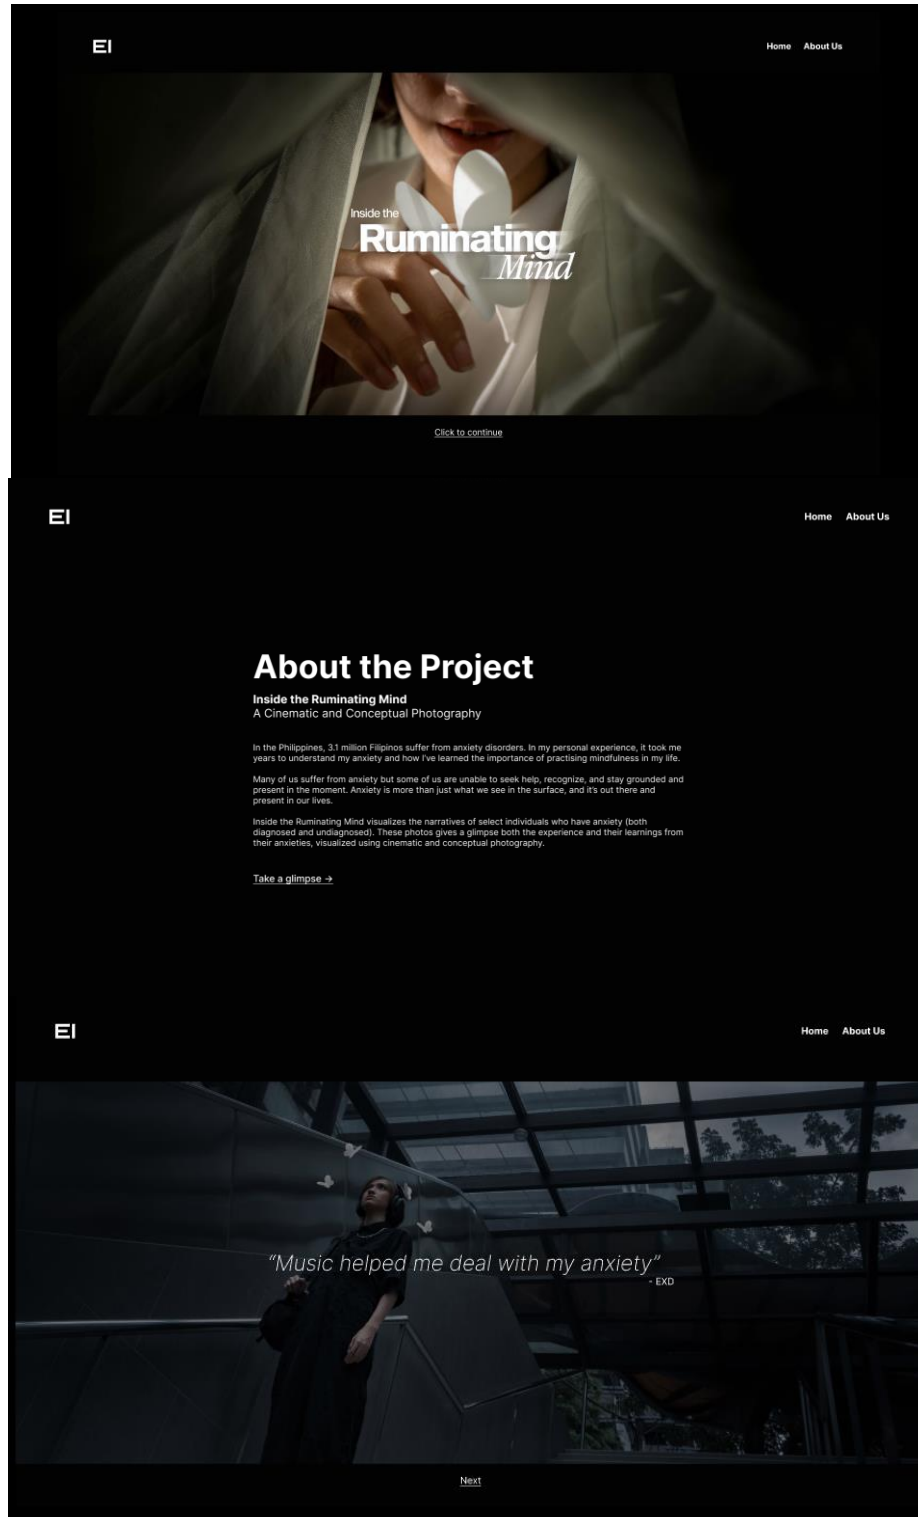 EI
Home About Us
Inside the
Ruminating
Mind
Click to continue
EI
Home About Us
About the Project
Inside the Ruminating Mind
A Cinematic and Conceptual Photography
In the Philippines, 3.1 million Filipinos suffer from anxiety disorders. In my personal experience, it took me
years to understand my anxiety and how I've learned the importance of practising mindfulness in my life.
Many of us suffer from anxiety but some of us are unable to seek help, recognize, and stay grounded and
present in the moment. Anxiety is more than just what we see in the surface, and it's out there and
present in our lives.
Inside the Ruminating Mind visualizes the narratives of select individuals who have anxiety (both
diagnosed and undiagnosed). These photos gives a glimpse both the experience and their learnings from
their anxieties, visualized using cinematic and conceptual photography.
Take a glimpse →
EI
Home About Us
“Music helped me deal with my anxiety”
- EXD
Next